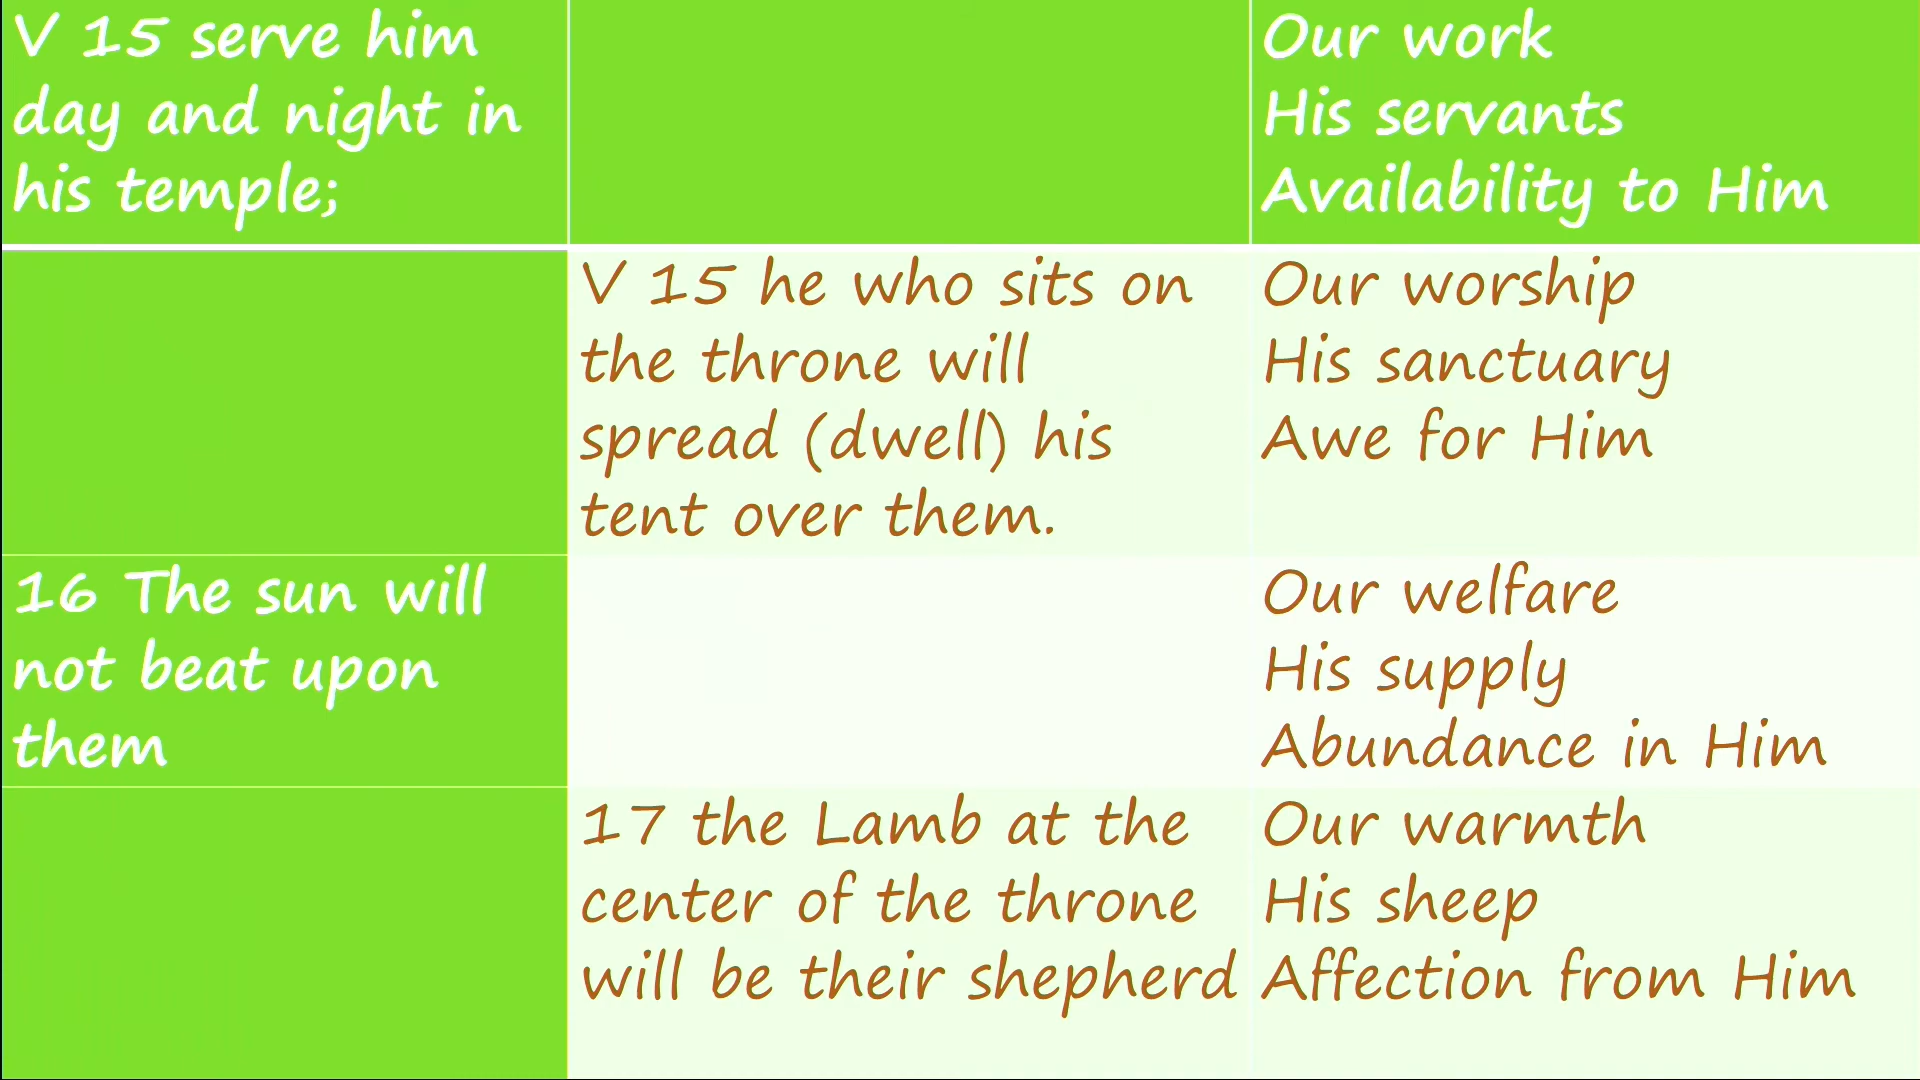 V 15 serve him
day and night in
his temple;
Our work
His servants
Availability to Him
V 15 he who sits on
the throne will
spread (dwell) his
tent over them.
Our worship
His sanctuary
Awe for Him
16 The sun will
not beat upon
them
Our welfare
His supply
Abundance in Him
17 the Lamb at the
center of the throne
will be their shepherd
Our warmth
His sheep
Affection from Him